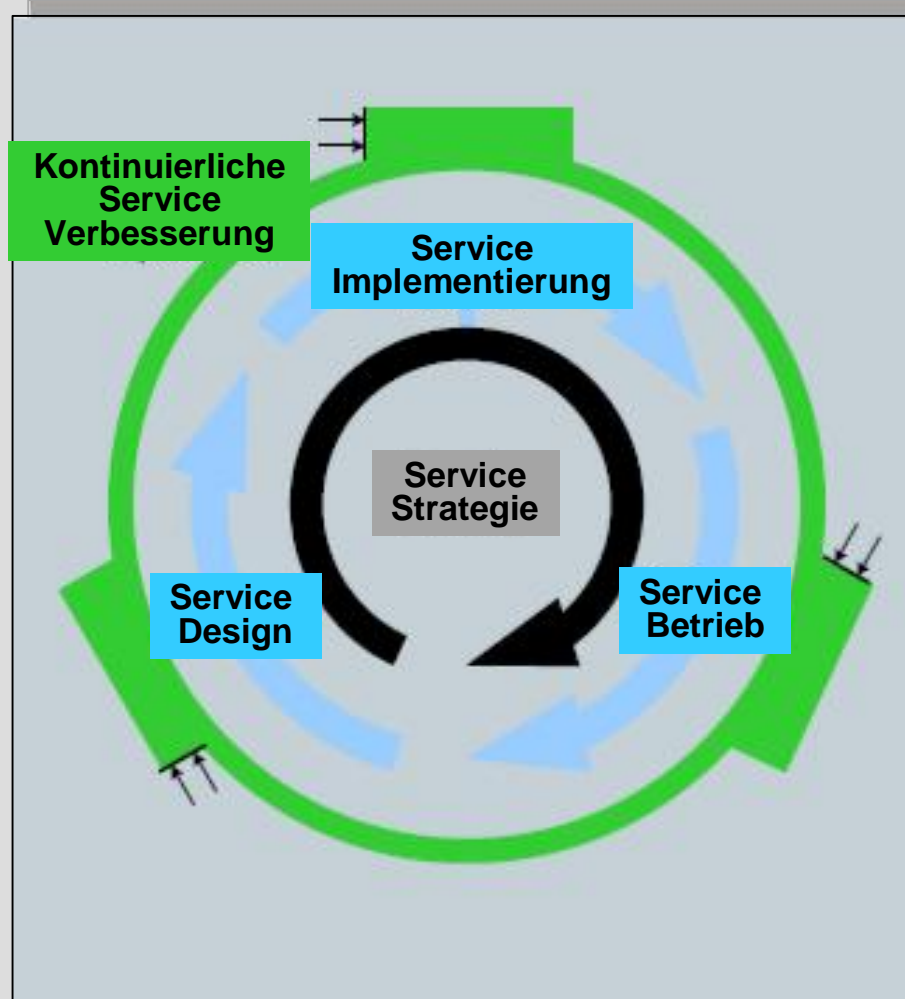 Kontinuierliche
Service
Verbesserung
Service
Implementierung
Service
Strategie
Service
Design
Service
Betrieb